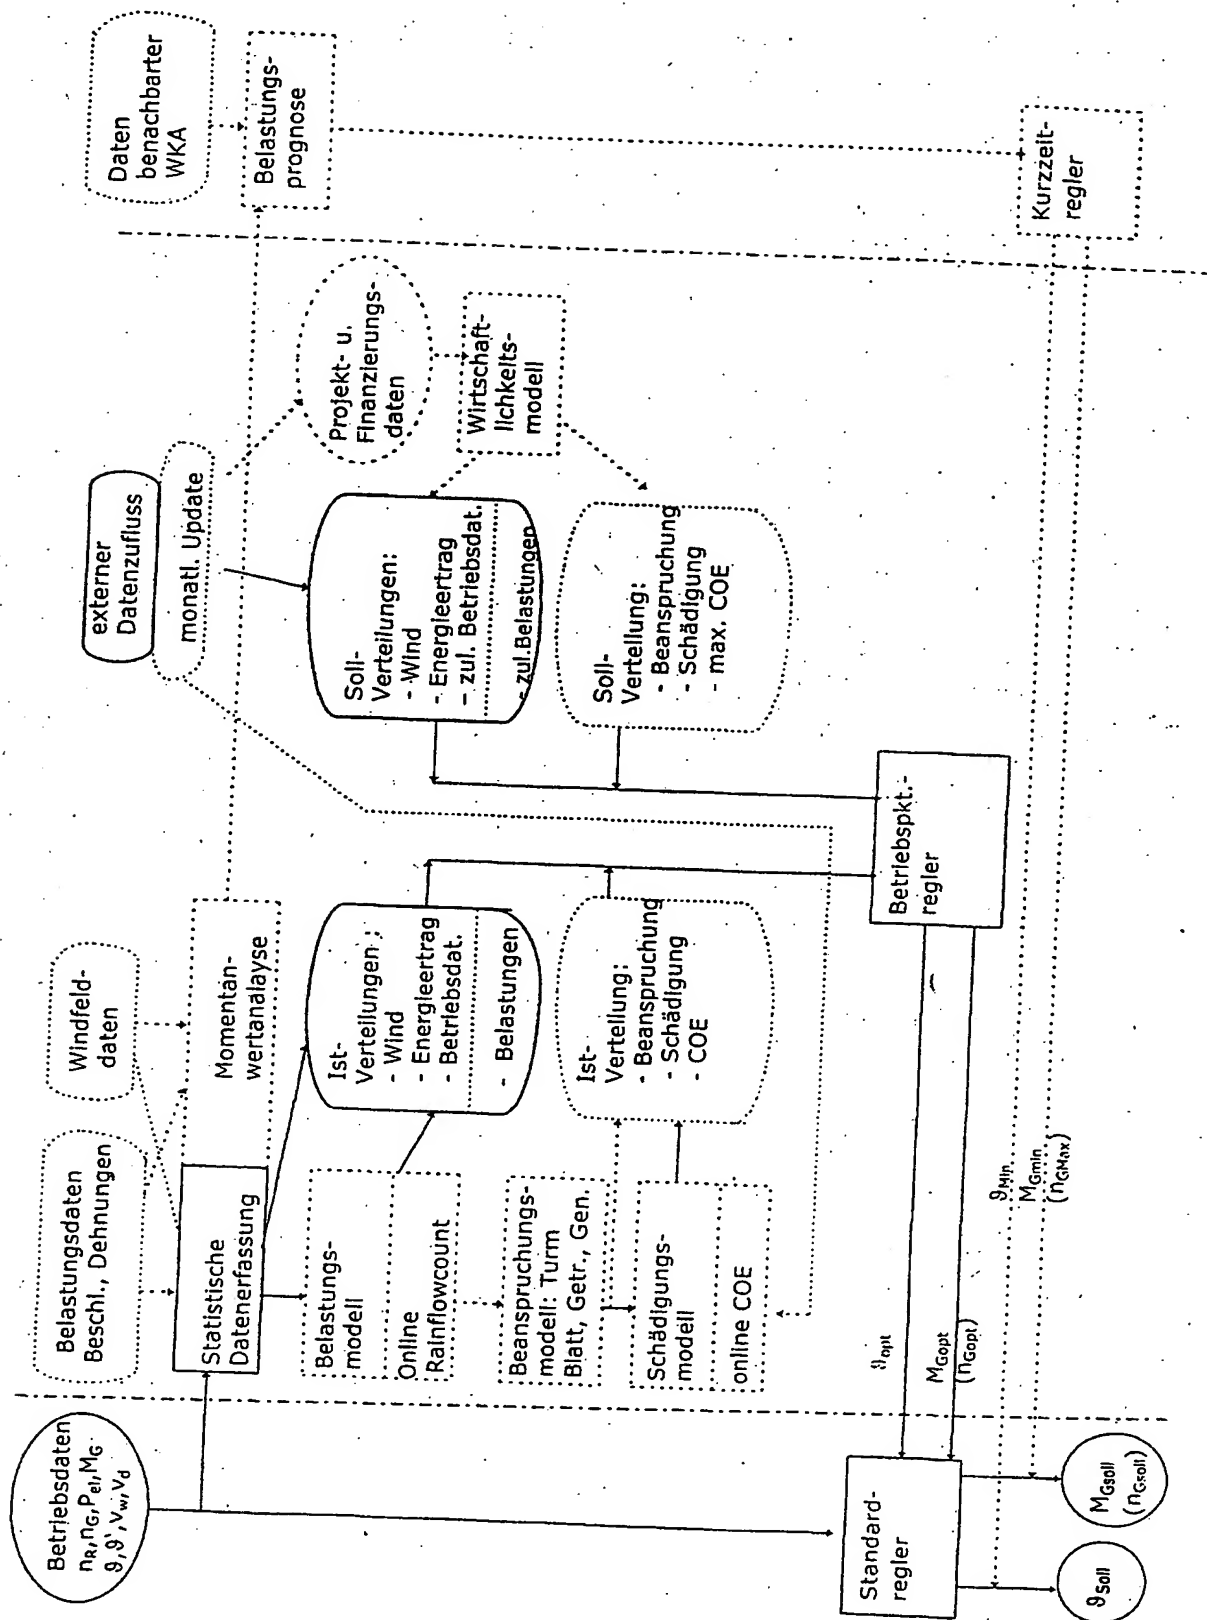 Betriebsdaten
nR,nG,Pel,MG
ϑ,ϑ',vw,vd
Belastungsdaten
Beschl., Dehnungen
Windfeld-
daten
externer
Datenzufluss
monatl. Update
Daten
benachbarter
WKA
Statistische
Datenerfassung
Momentan-
wertanalayse
Projekt- u.
Finanzierungs-
daten
Belastungs-
prognose
Belastungs-
modell
Online
Rainflowcount
Ist-
Verteilungen :
- Wind
- Energieertrag
- Betriebsdat.
- Belastungen
Soll-
Verteilungen:
- Wind
- Energieertrag
- zul. Betriebsdat.
- zul.Belastungen
Wirtschaft-
lichkeits-
modell
Beanspruchungs-
modell: Turm
Blatt, Getr., Gen.
Schädigungs-
modell
online COE
Ist-
Verteilung:
- Beanspruchung
- Schädigung
- COE
Soll-
Verteilung:
- Beanspruchung
- Schädigung
- max. COE
Standard-
regler
ϑopt
MGopt
(nGopt)
Betriebspkt.-
regler
ϑMin
MGmin
(nGMax)
Kurzzeit-
regler
ϑSoll
MGsoll
(nGsoll)